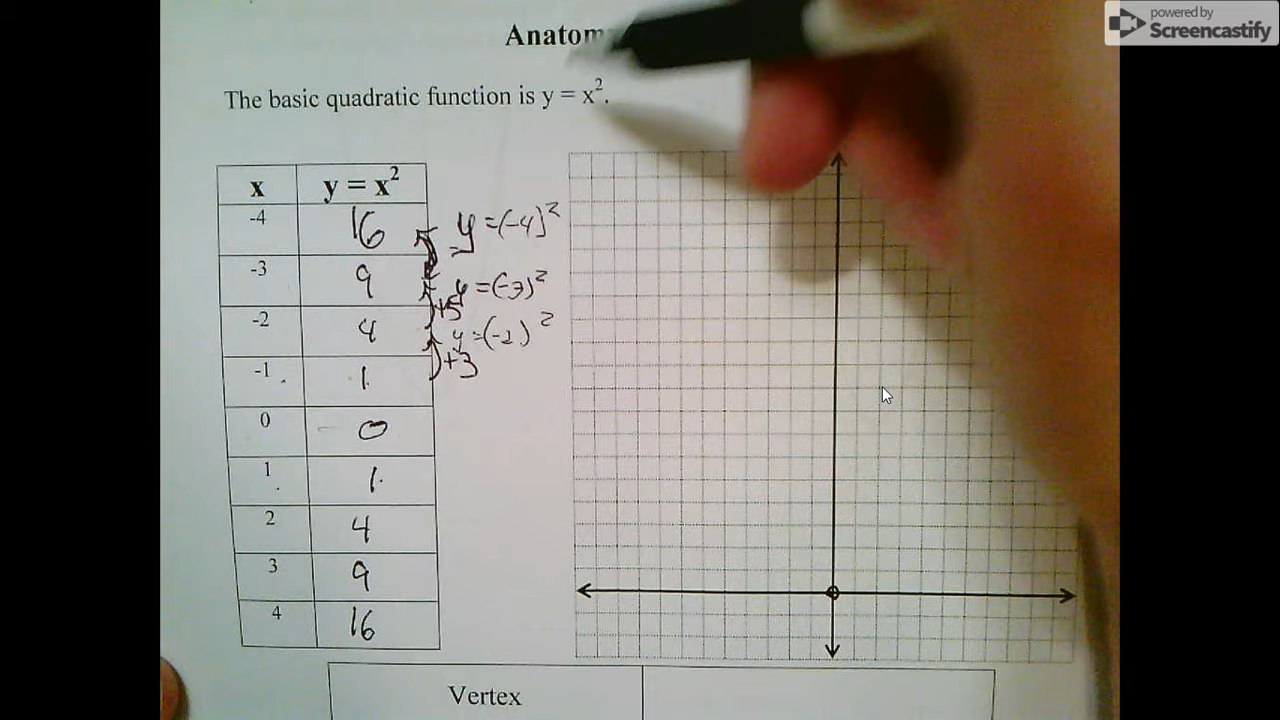 powered by
Screencastify
Anatom
The basic quadratic function is y = x².
x y = x²
-4 16 y = (-4)²
-3 9 y = (-3)²
+5
-2 4 y = (-2)²
+3
-1 1
0 0
1 1
2 4
3 9
4 16
Vertex